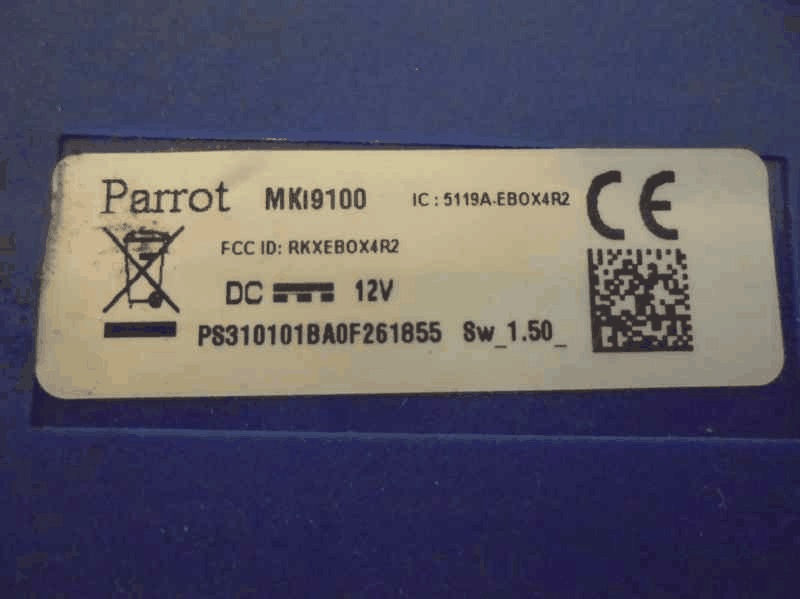 Parrot MKi9100 IC : 5119A-EBOX4R2 CE
FCC ID: RKXEBOX4R2
DC 12V
PS310101BA0F261855 Sw_1.50_